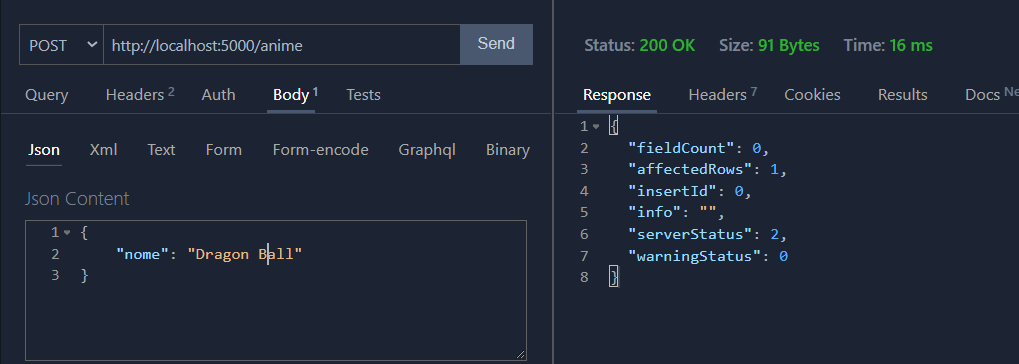 POST http://localhost:5000/anime Send
Query Headers 2 Auth Body 1 Tests
Json Xml Text Form Form-encode Graphql Binary
Json Content
1 {
2 "nome": "Dragon Ball"
3 }
Status: 200 OK Size: 91 Bytes Time: 16 ms
Response Headers 7 Cookies Results Docs Ne
1 {
2 "fieldCount": 0,
3 "affectedRows": 1,
4 "insertId": 0,
5 "info": "",
6 "serverStatus": 2,
7 "warningStatus": 0
8 }